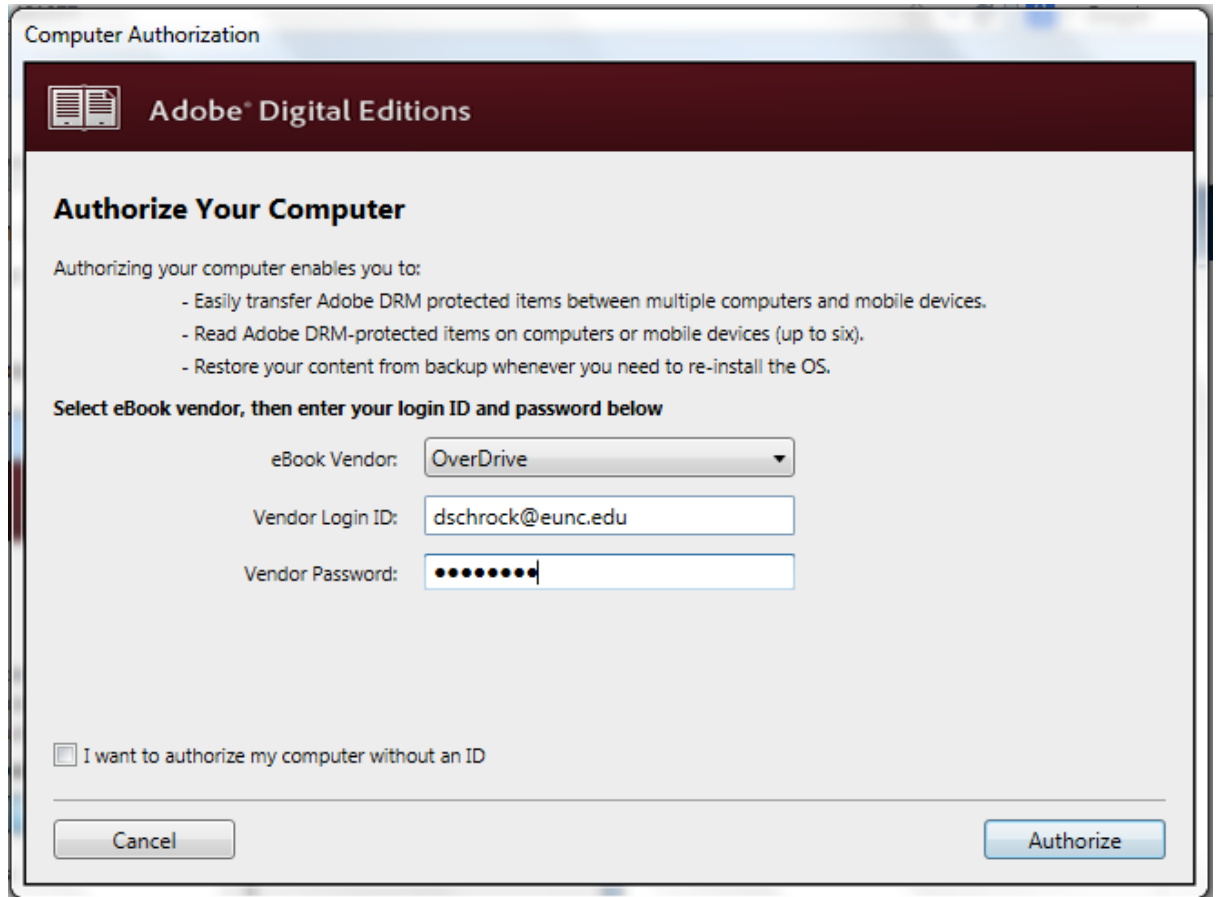 Computer Authorization
Adobe® Digital Editions
Authorize Your Computer
Authorizing your computer enables you to:
- Easily transfer Adobe DRM protected items between multiple computers and mobile devices.
- Read Adobe DRM-protected items on computers or mobile devices (up to six).
- Restore your content from backup whenever you need to re-install the OS.
Select eBook vendor, then enter your login ID and password below
eBook Vendor: OverDrive
Vendor Login ID: dschrock@eunc.edu
Vendor Password: ●●●●●●●●
I want to authorize my computer without an ID
Cancel Authorize